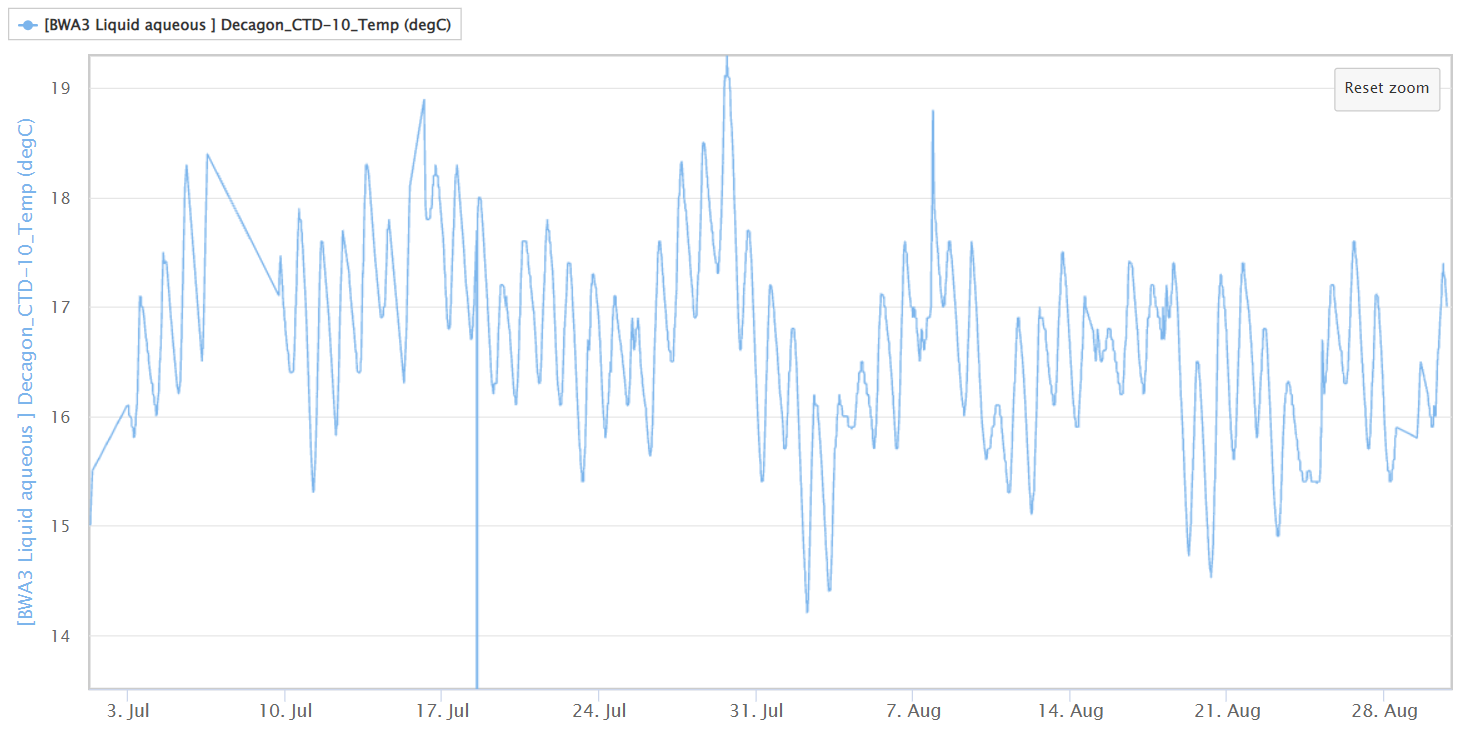 [BWA3 Liquid aqueous ] Decagon_CTD-10_Temp (degC)
Reset zoom
[BWA3 Liquid aqueous ] Decagon_CTD-10_Temp (degC)
19
18
17
16
15
14
3. Jul
10. Jul
17. Jul
24. Jul
31. Jul
7. Aug
14. Aug
21. Aug
28. Aug